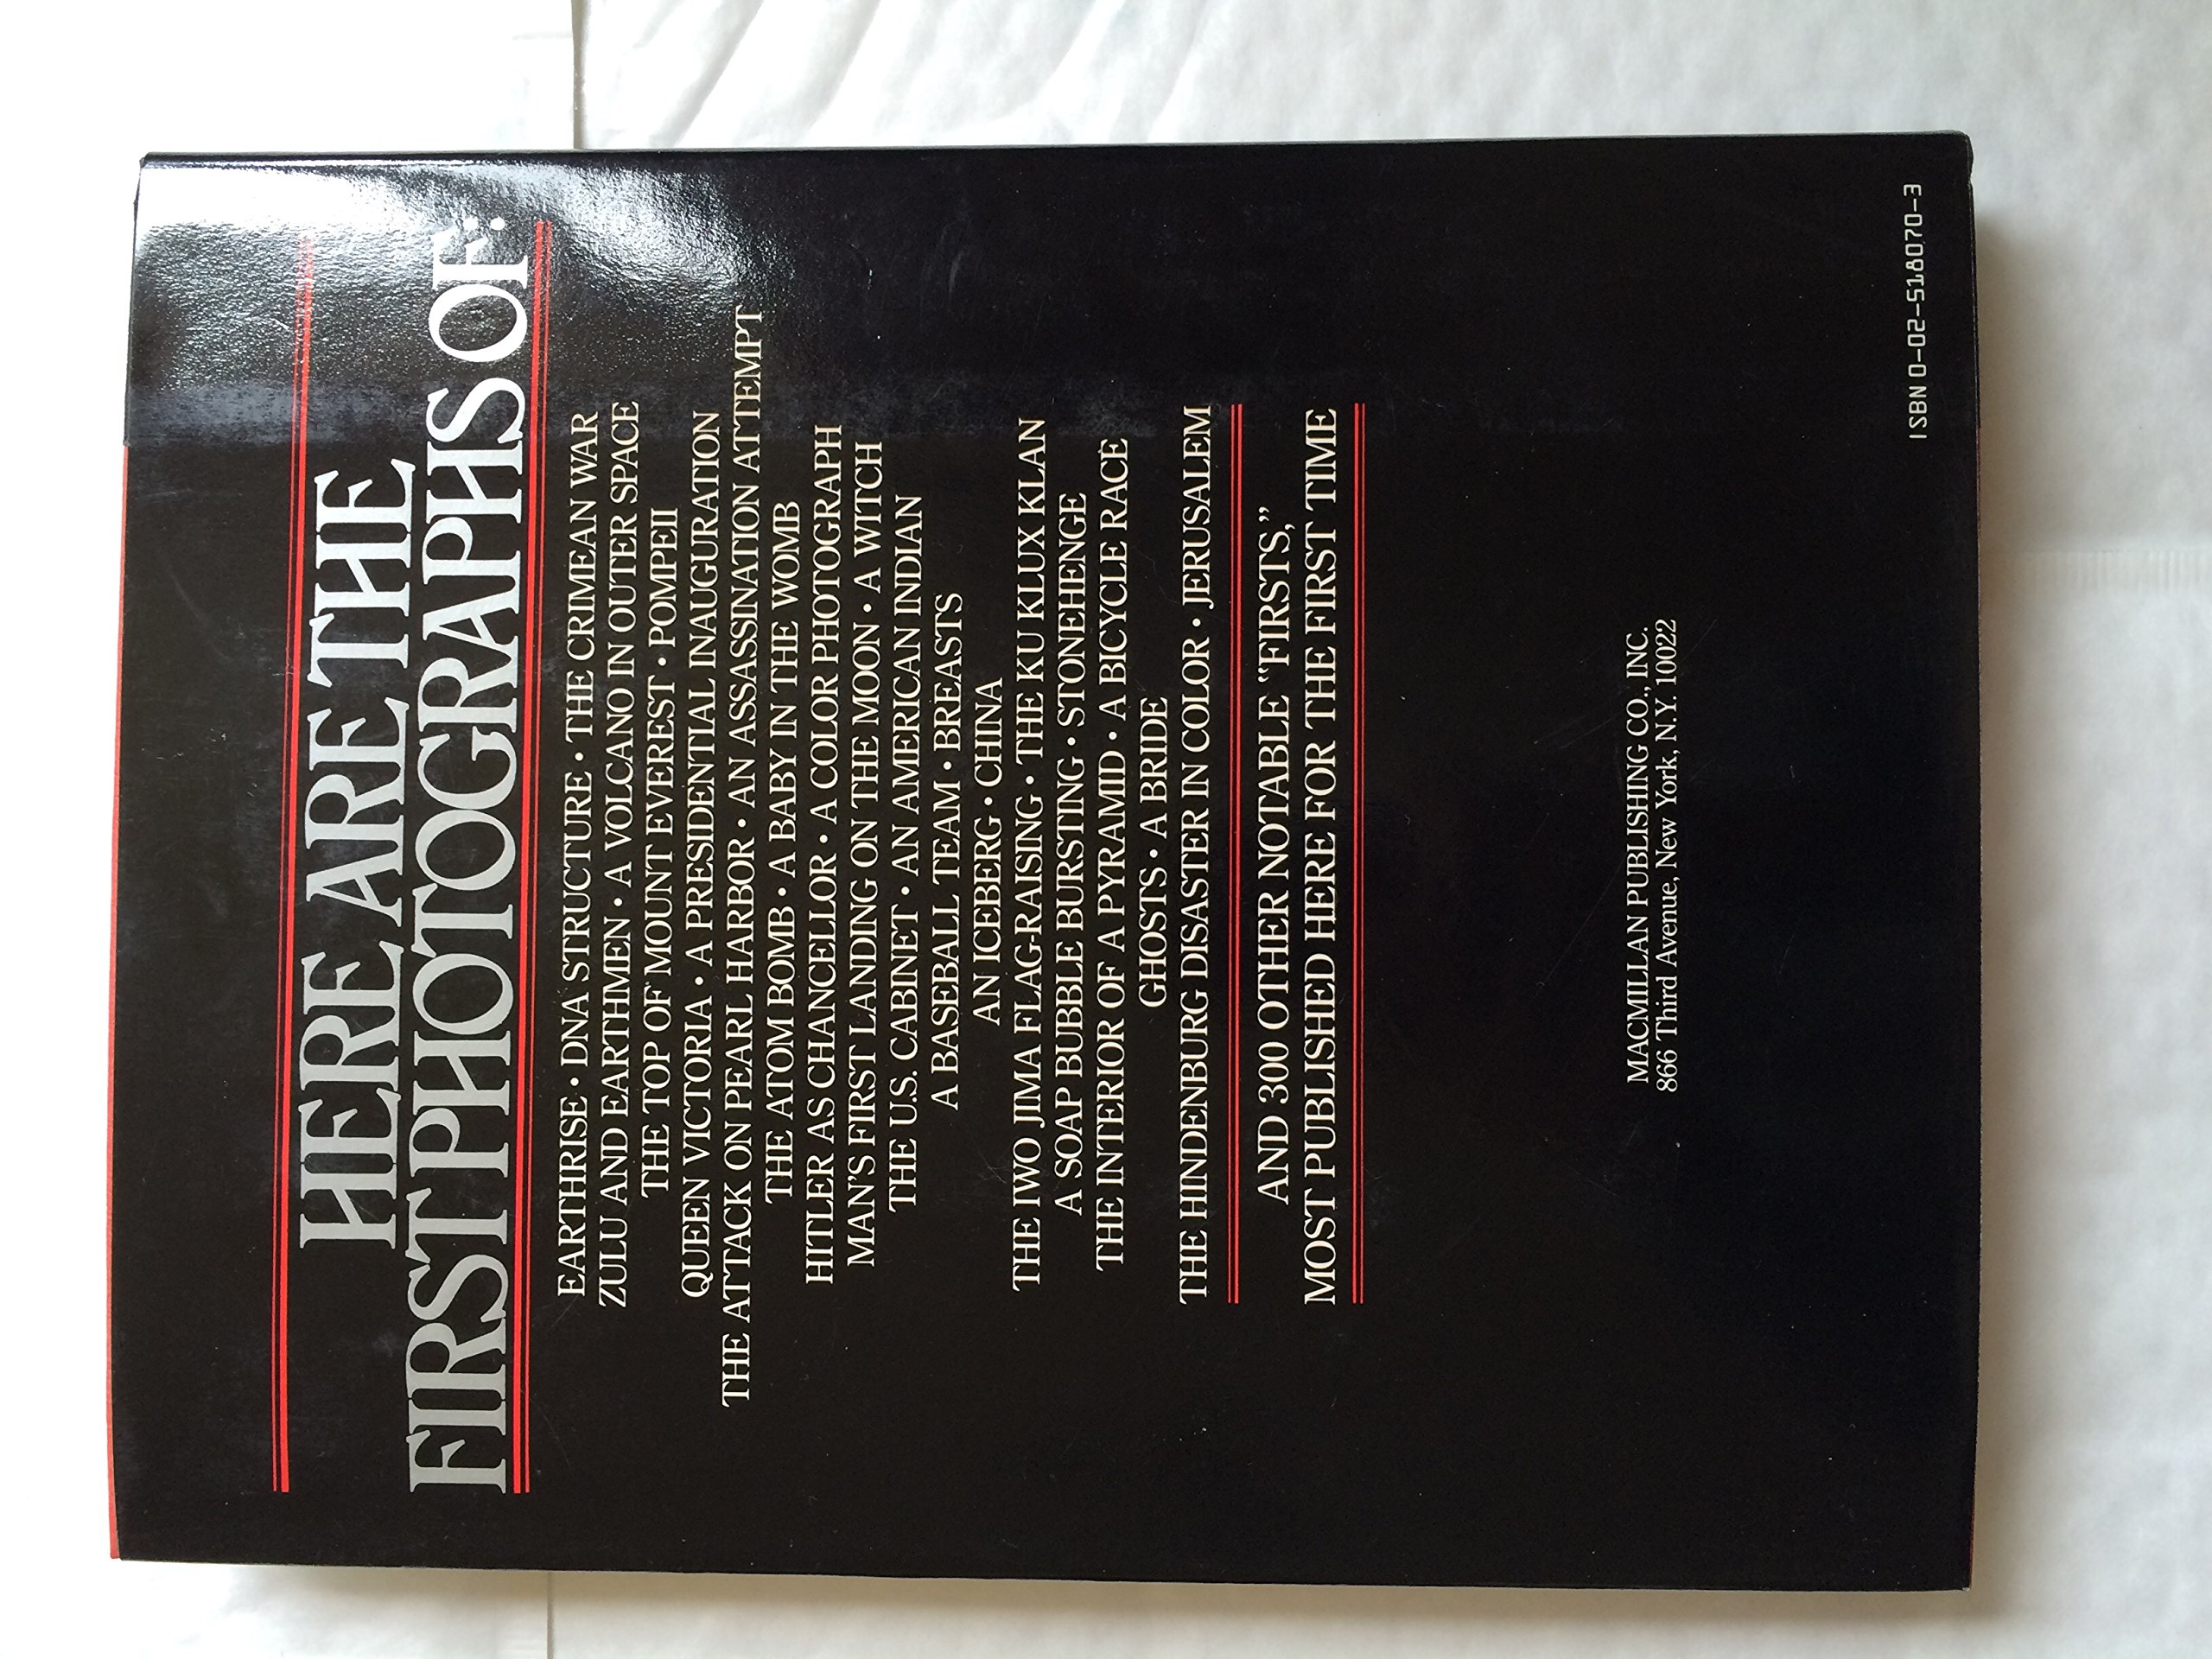 HERE ARE THE
FIRST PHOTOGRAPHS OF:
EARTHRISE • DNA STRUCTURE • THE CRIMEAN WAR
ZULU AND EARTHMEN • A VOLCANO IN OUTER SPACE
THE TOP OF MOUNT EVEREST • POMPEII
QUEEN VICTORIA • A PRESIDENTIAL INAUGURATION
THE ATTACK ON PEARL HARBOR • AN ASSASSINATION ATTEMPT
THE ATOM BOMB • A BABY IN THE WOMB
HITLER AS CHANCELLOR • A COLOR PHOTOGRAPH
MAN'S FIRST LANDING ON THE MOON • A WITCH
THE U.S. CABINET • AN AMERICAN INDIAN
A BASEBALL TEAM • BREASTS
AN ICEBERG • CHINA
THE IWO JIMA FLAG-RAISING • THE KU KLUX KLAN
A SOAP BUBBLE BURSTING • STONEHENGE
THE INTERIOR OF A PYRAMID • A BICYCLE RACE
GHOSTS • A BRIDE
THE HINDENBURG DISASTER IN COLOR • JERUSALEM
AND 300 OTHER NOTABLE "FIRSTS,"
MOST PUBLISHED HERE FOR THE FIRST TIME
MACMILLAN PUBLISHING CO., INC.
866 Third Avenue, New York, N.Y. 10022
ISBN 0-02-518070-3